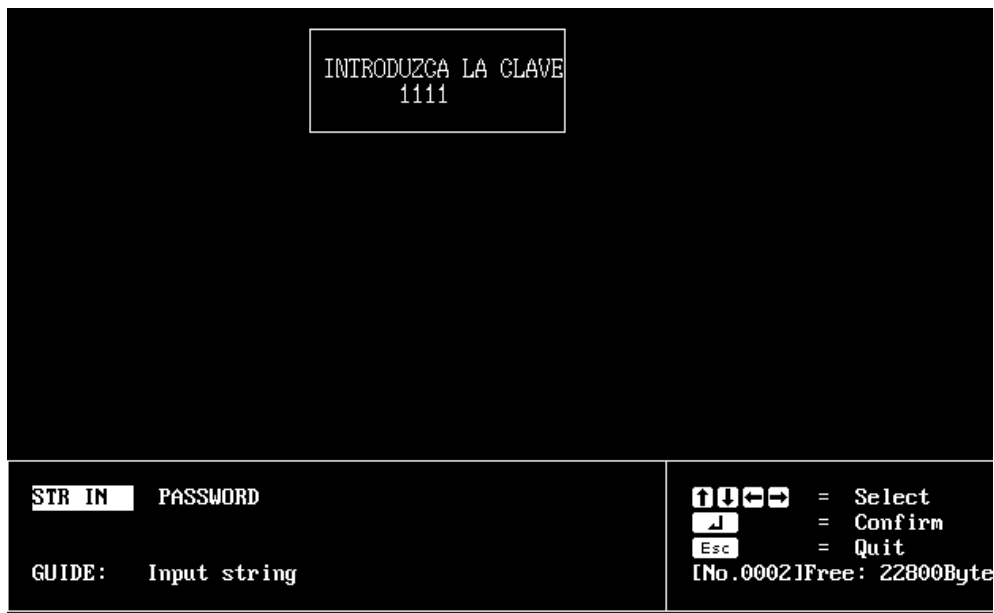 INTRODUZCA LA CLAVE
1111
STR IN PASSWORD
GUIDE: Input string
↑↓←→ = Select
↵ = Confirm
Esc = Quit
[No.0002]Free: 22800Byte